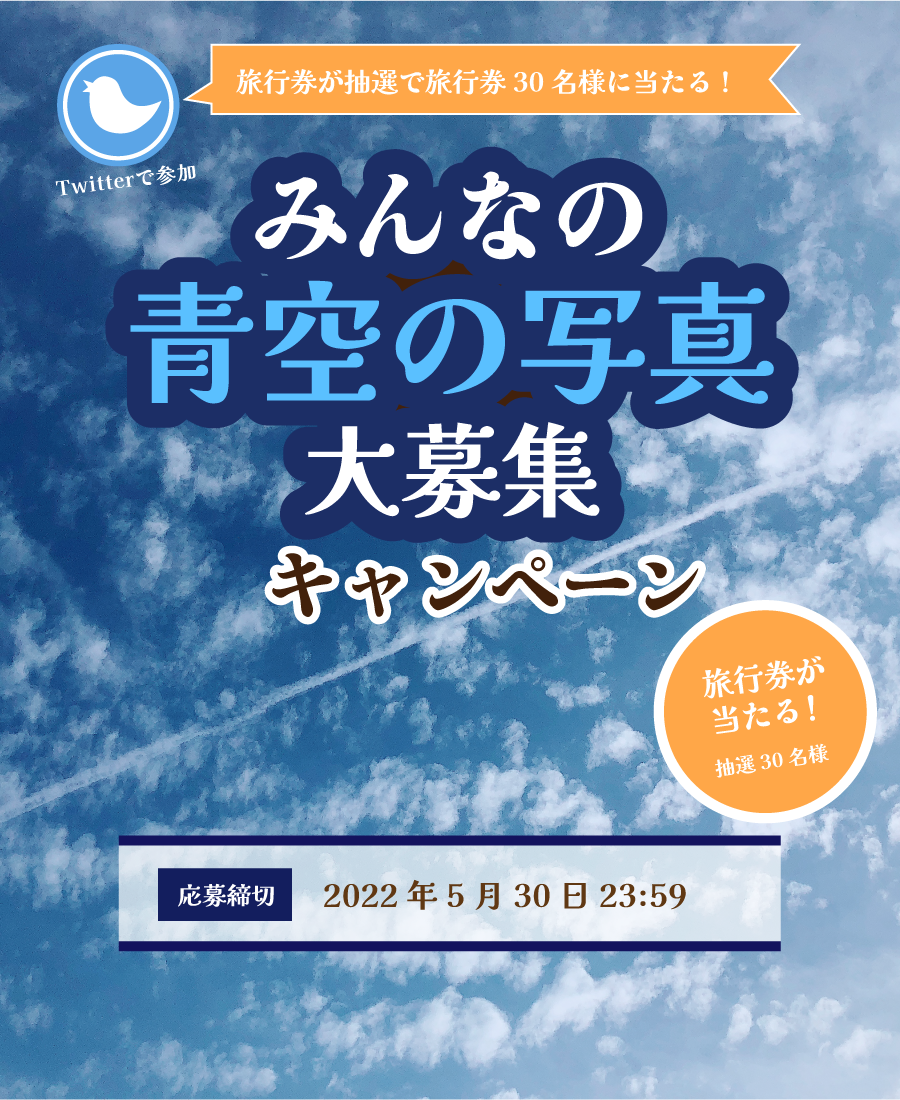 旅行券が抽選で旅行券 30 名様に当たる！
Twitterで参加
みんなの
青空の写真
大募集
キャンペーン
旅行券が
当たる！
抽選 30 名様
応募締切
2022 年 5 月 30 日 23:59